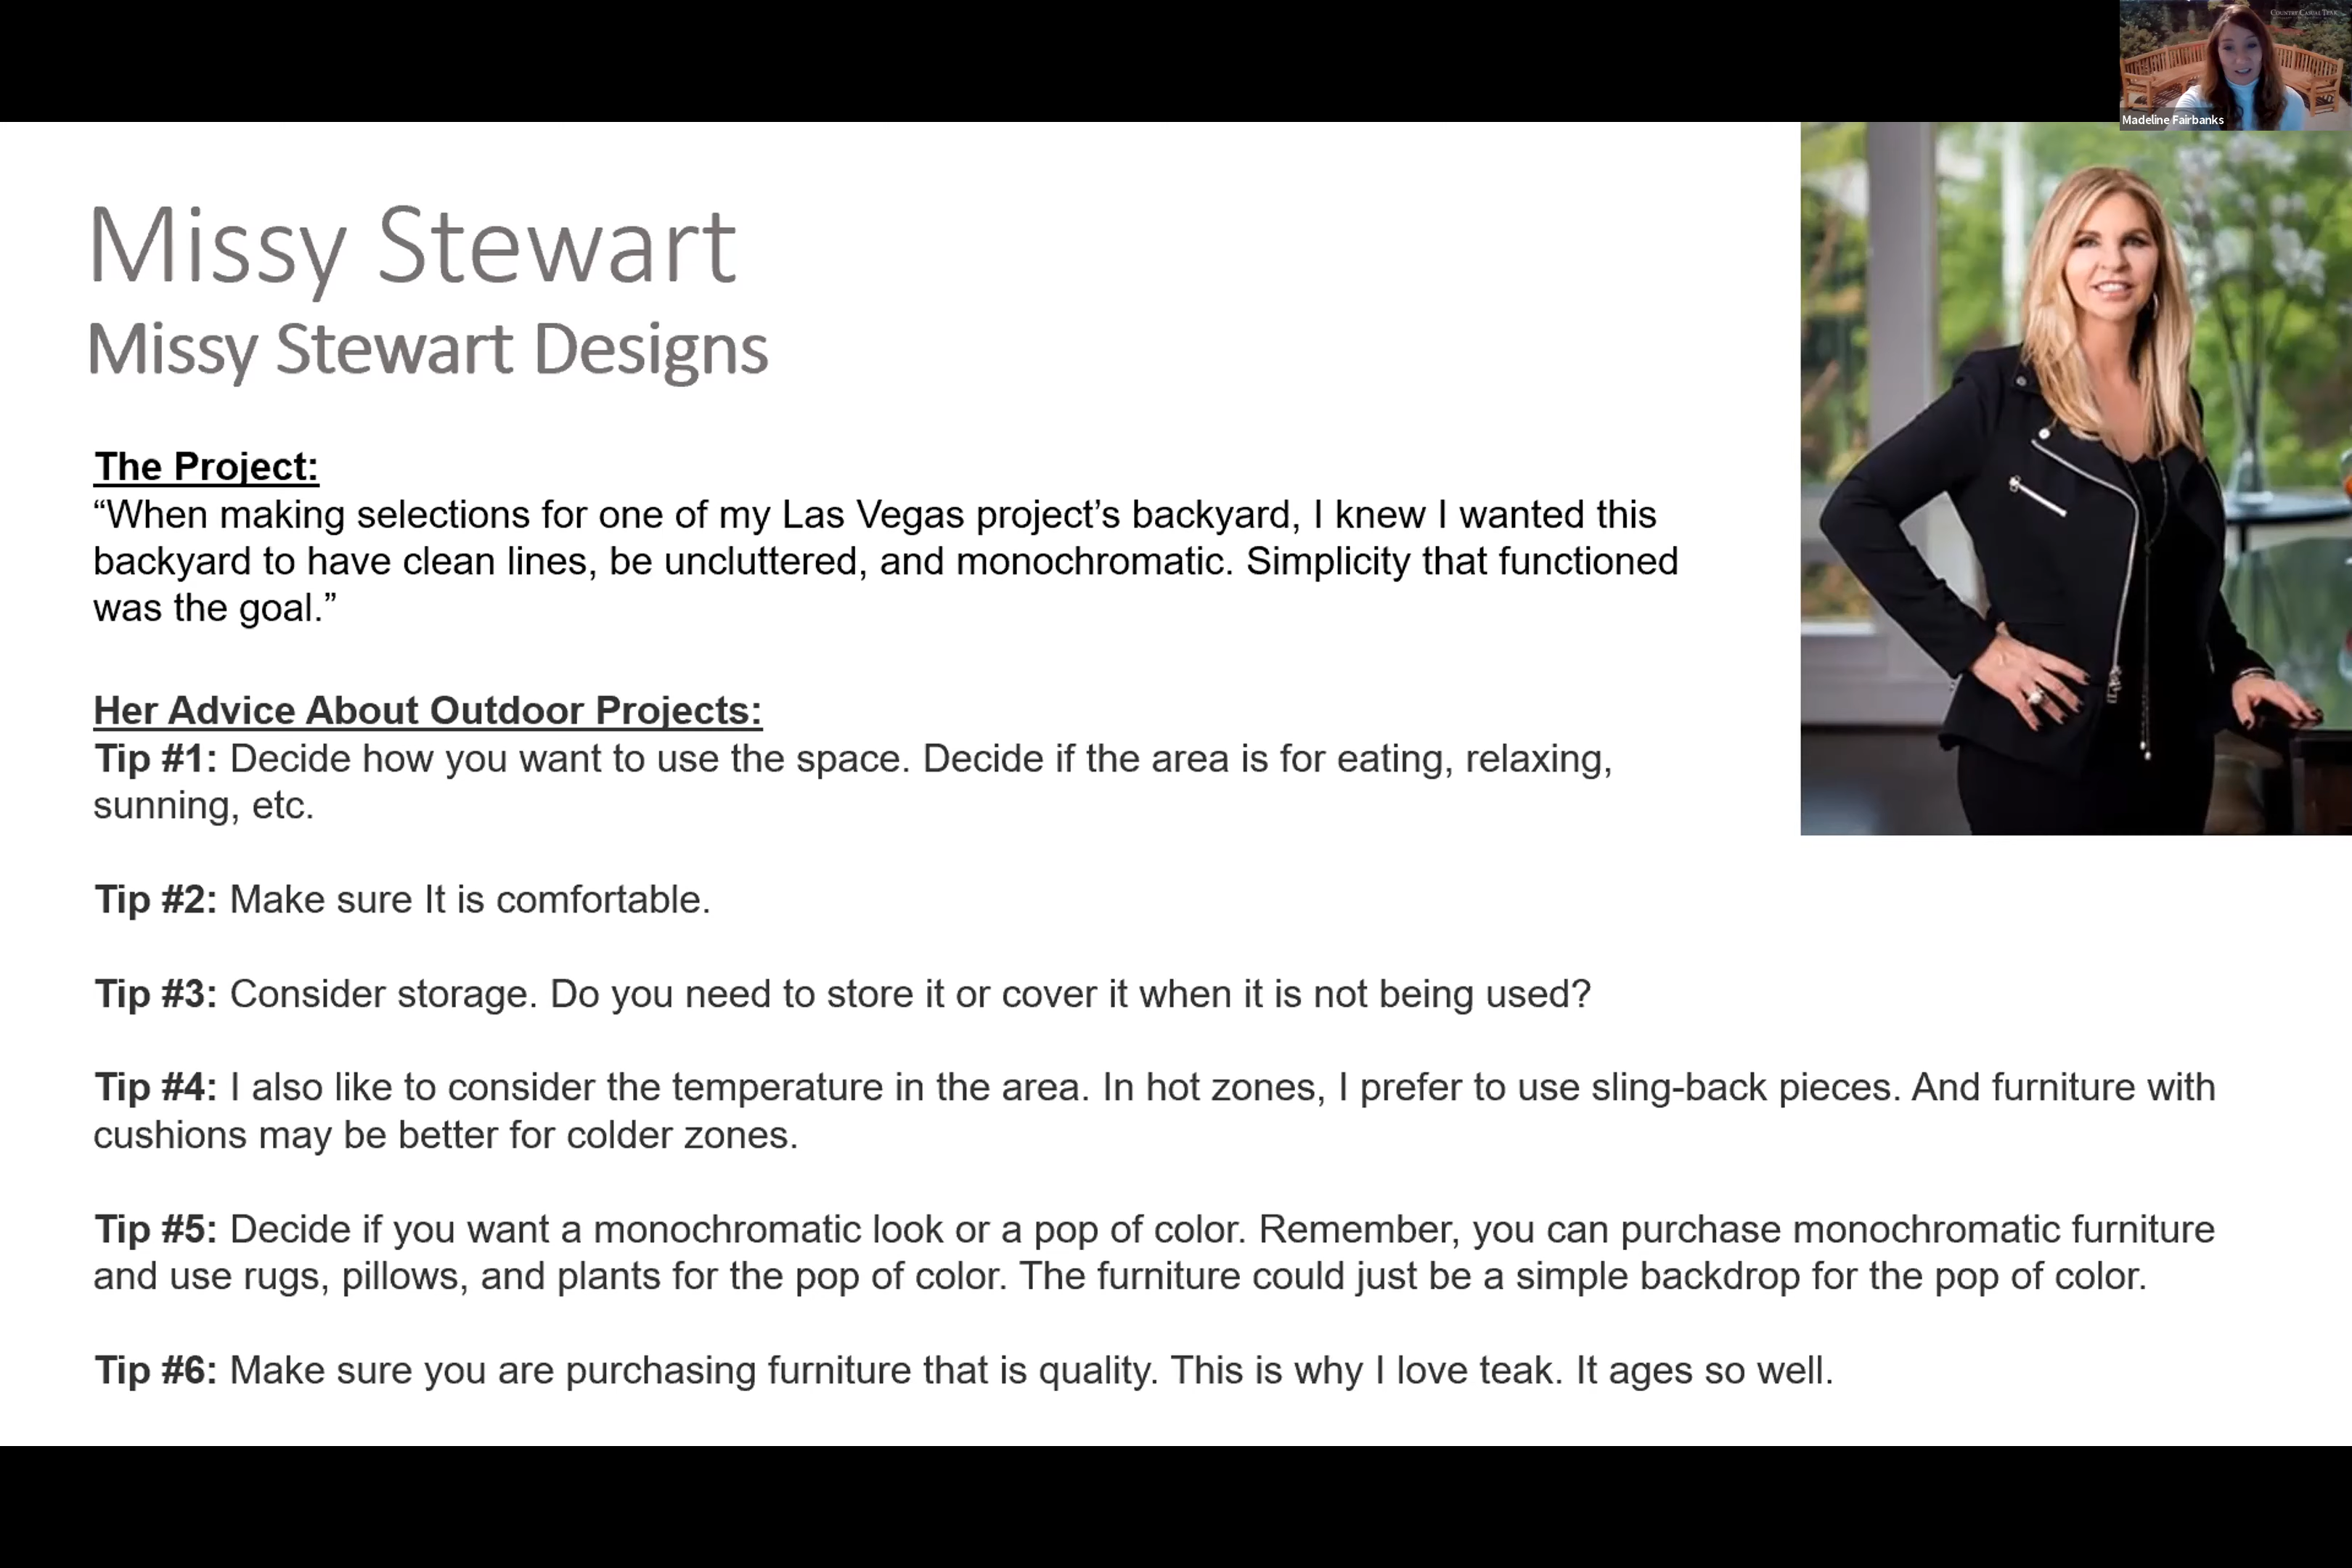 COUNTRY CASUAL TEAK
Madeline Fairbanks
Missy Stewart
Missy Stewart Designs
The Project:
“When making selections for one of my Las Vegas project’s backyard, I knew I wanted this
backyard to have clean lines, be uncluttered, and monochromatic. Simplicity that functioned
was the goal.”
Her Advice About Outdoor Projects:
Tip #1: Decide how you want to use the space. Decide if the area is for eating, relaxing,
sunning, etc.
Tip #2: Make sure It is comfortable.
Tip #3: Consider storage. Do you need to store it or cover it when it is not being used?
Tip #4: I also like to consider the temperature in the area. In hot zones, I prefer to use sling-back pieces. And furniture with
cushions may be better for colder zones.
Tip #5: Decide if you want a monochromatic look or a pop of color. Remember, you can purchase monochromatic furniture
and use rugs, pillows, and plants for the pop of color. The furniture could just be a simple backdrop for the pop of color.
Tip #6: Make sure you are purchasing furniture that is quality. This is why I love teak. It ages so well.